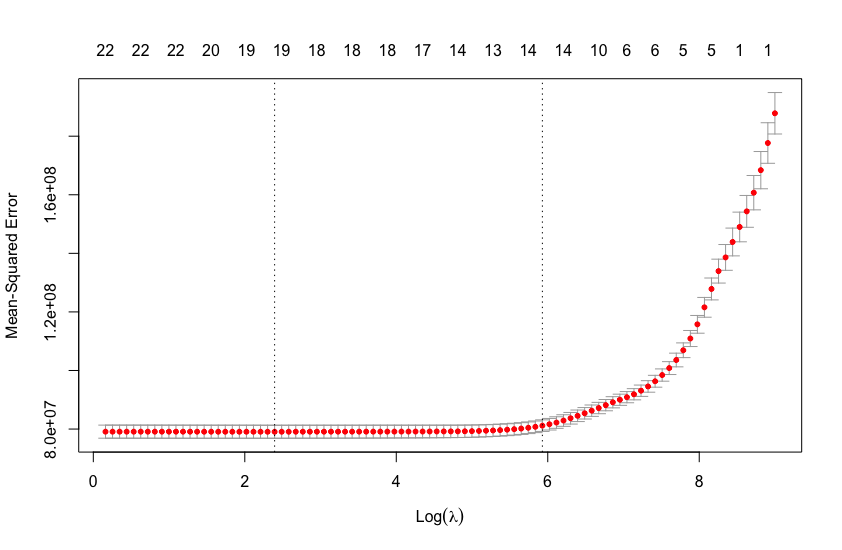 22 22 22 20 19 19 18 18 18 17 14 13 14 14 10 6 6 5 5 1 1
Mean-Squared Error
1.6e+08
1.2e+08
8.0e+07
0 2 4 6 8
Log(λ)